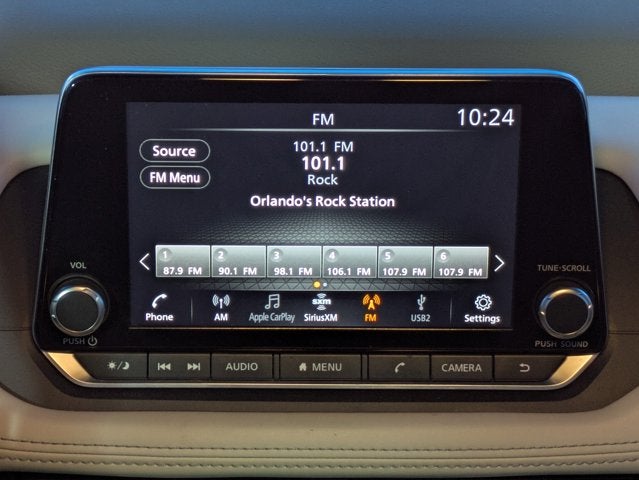 FM
10:24
Source
101.1 FM
101.1
FM Menu
Rock
Orlando's Rock Station
1 2 3 4 5 6
87.9 FM 90.1 FM 98.1 FM 106.1 FM 107.9 FM 107.9 FM
VOL
TUNE·SCROLL
sxm
Phone AM Apple CarPlay SiriusXM FM USB2 Settings
PUSH
PUSH SOUND
AUDIO MENU CAMERA